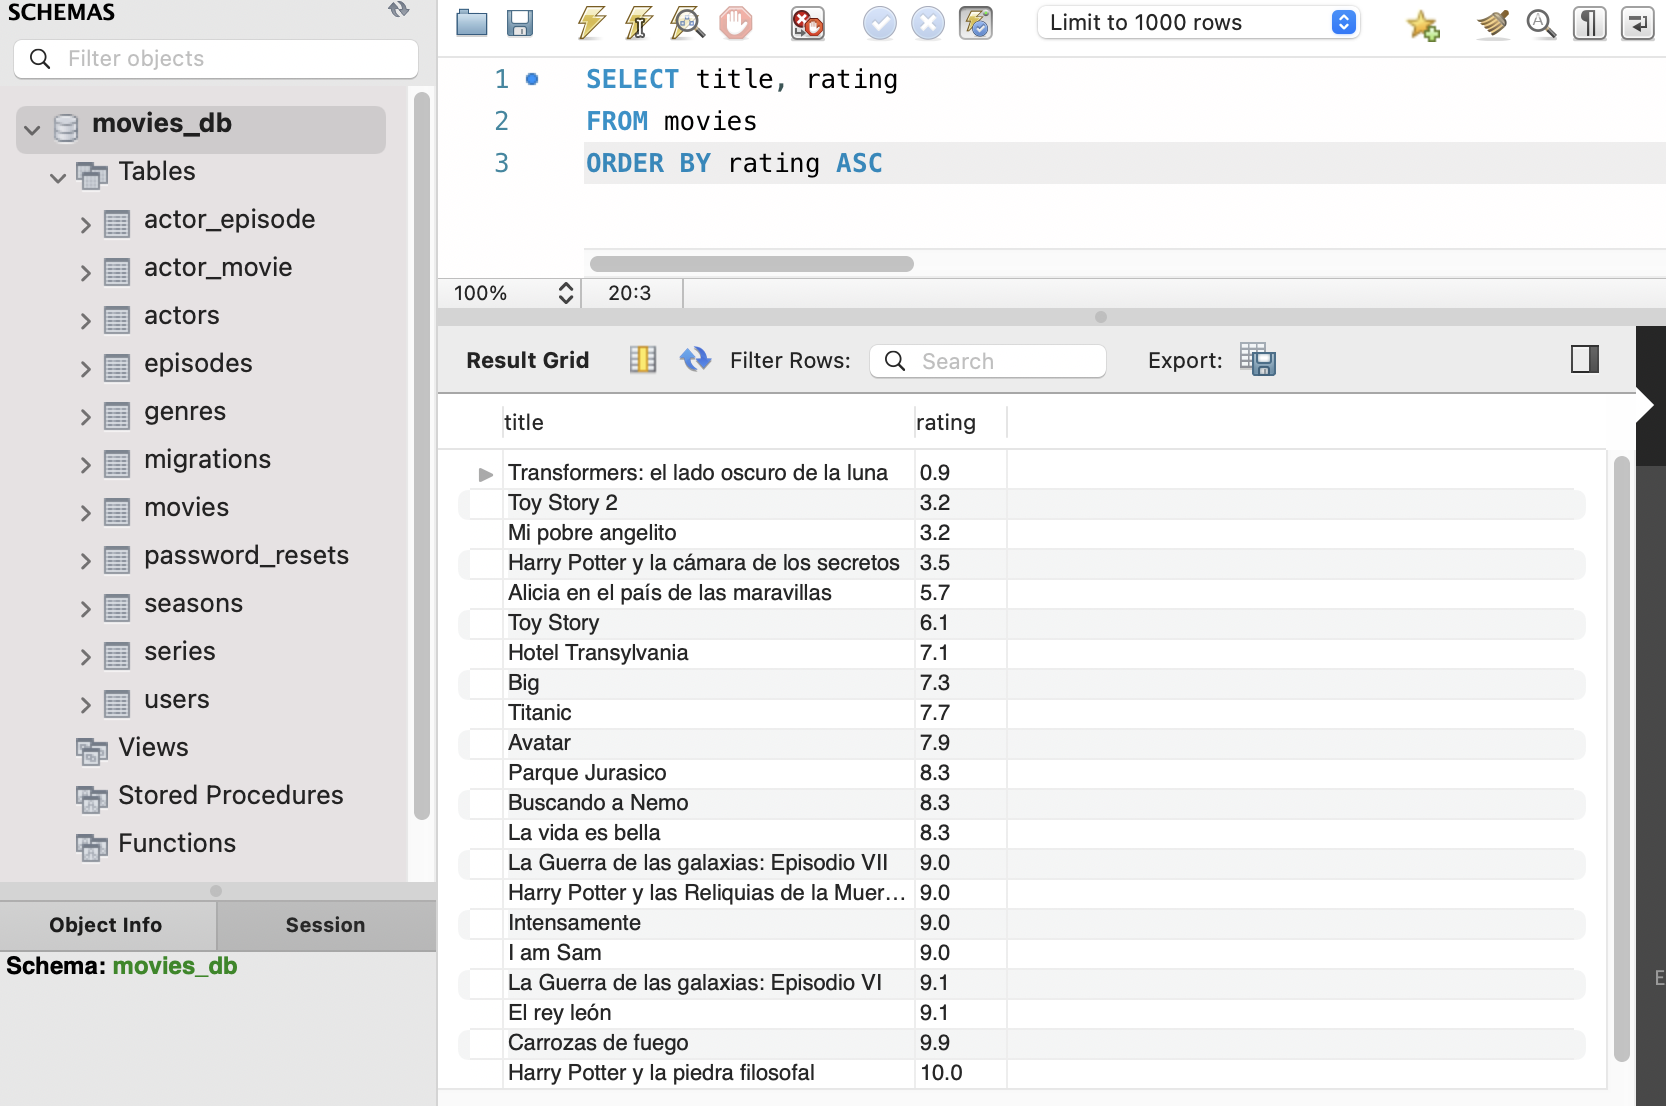 SCHEMAS
Filter objects
movies_db
Tables
actor_episode
actor_movie
actors
episodes
genres
migrations
movies
password_resets
seasons
series
users
Views
Stored Procedures
Functions
Object Info
Session
Schema: movies_db
Limit to 1000 rows
1 SELECT title, rating
2 FROM movies
3 ORDER BY rating ASC
100%
20:3
Result Grid
Filter Rows:
Search
Export:
title rating
Transformers: el lado oscuro de la luna 0.9
Toy Story 2 3.2
Mi pobre angelito 3.2
Harry Potter y la cámara de los secretos 3.5
Alicia en el país de las maravillas 5.7
Toy Story 6.1
Hotel Transylvania 7.1
Big 7.3
Titanic 7.7
Avatar 7.9
Parque Jurasico 8.3
Buscando a Nemo 8.3
La vida es bella 8.3
La Guerra de las galaxias: Episodio VII 9.0
Harry Potter y las Reliquias de la Muer... 9.0
Intensamente 9.0
I am Sam 9.0
La Guerra de las galaxias: Episodio VI 9.1
El rey león 9.1
Carrozas de fuego 9.9
Harry Potter y la piedra filosofal 10.0
E